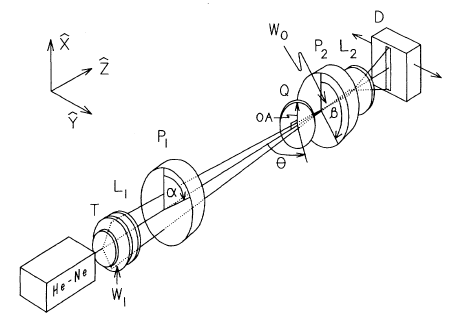 D
L₂
P₂
W₀
X̂
Ẑ
Ŷ
Q
OA
β
P₁
θ
L₁
α
T
He-Ne
W₁